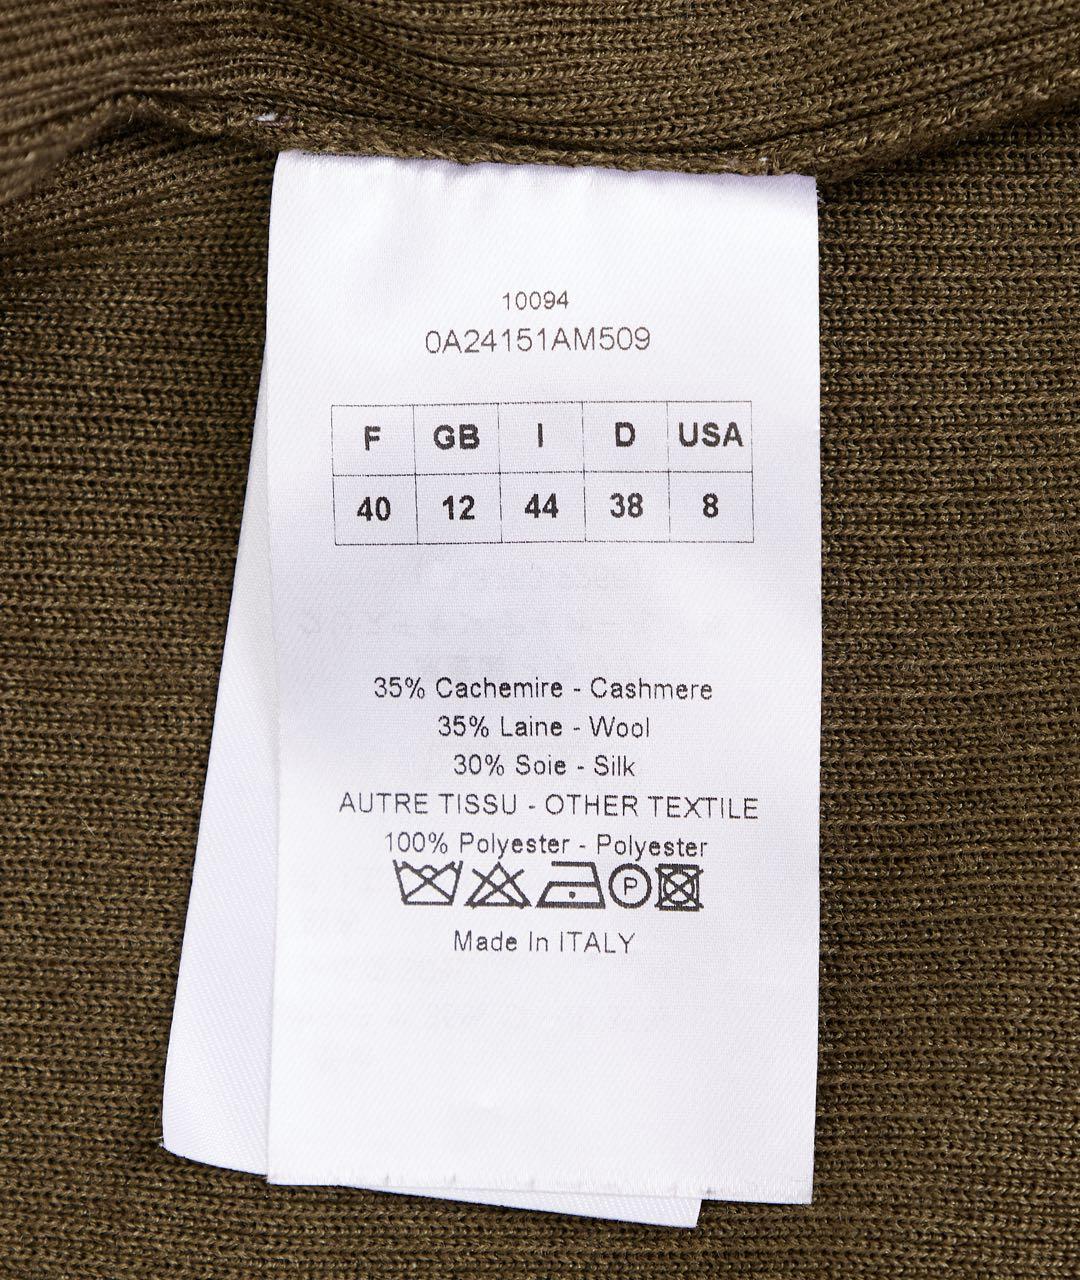 10094
0A24151AM509
F GB I D USA
40 12 44 38 8
35% Cachemire - Cashmere
35% Laine - Wool
30% Soie - Silk
AUTRE TISSU - OTHER TEXTILE
100% Polyester - Polyester
P
Made In ITALY